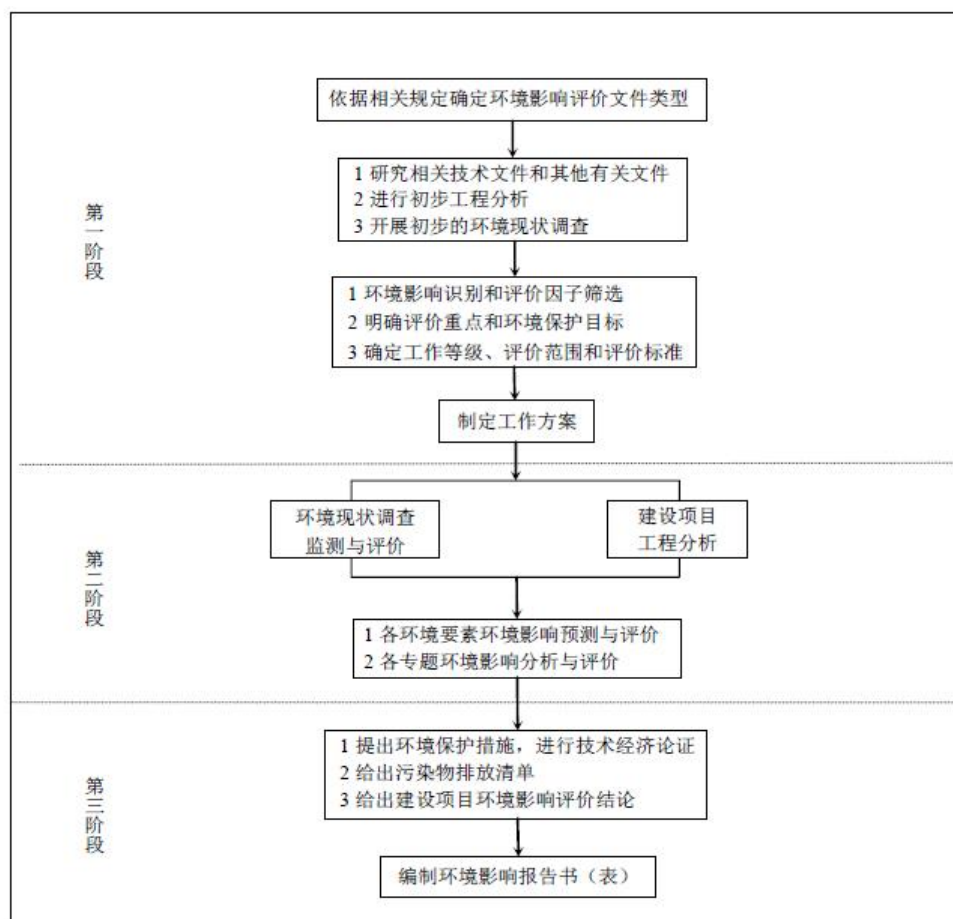 依据相关规定确定环境影响评价文件类型
1 研究相关技术文件和其他有关文件
2 进行初步工程分析
3 开展初步的环境现状调查
第一阶段
1 环境影响识别和评价因子筛选
2 明确评价重点和环境保护目标
3 确定工作等级、评价范围和评价标准
制定工作方案
第二阶段
环境现状调查
监测与评价
建设项目
工程分析
1 各环境要素环境影响预测与评价
2 各专题环境影响分析与评价
第三阶段
1 提出环境保护措施，进行技术经济论证
2 给出污染物排放清单
3 给出建设项目环境影响评价结论
编制环境影响报告书（表）